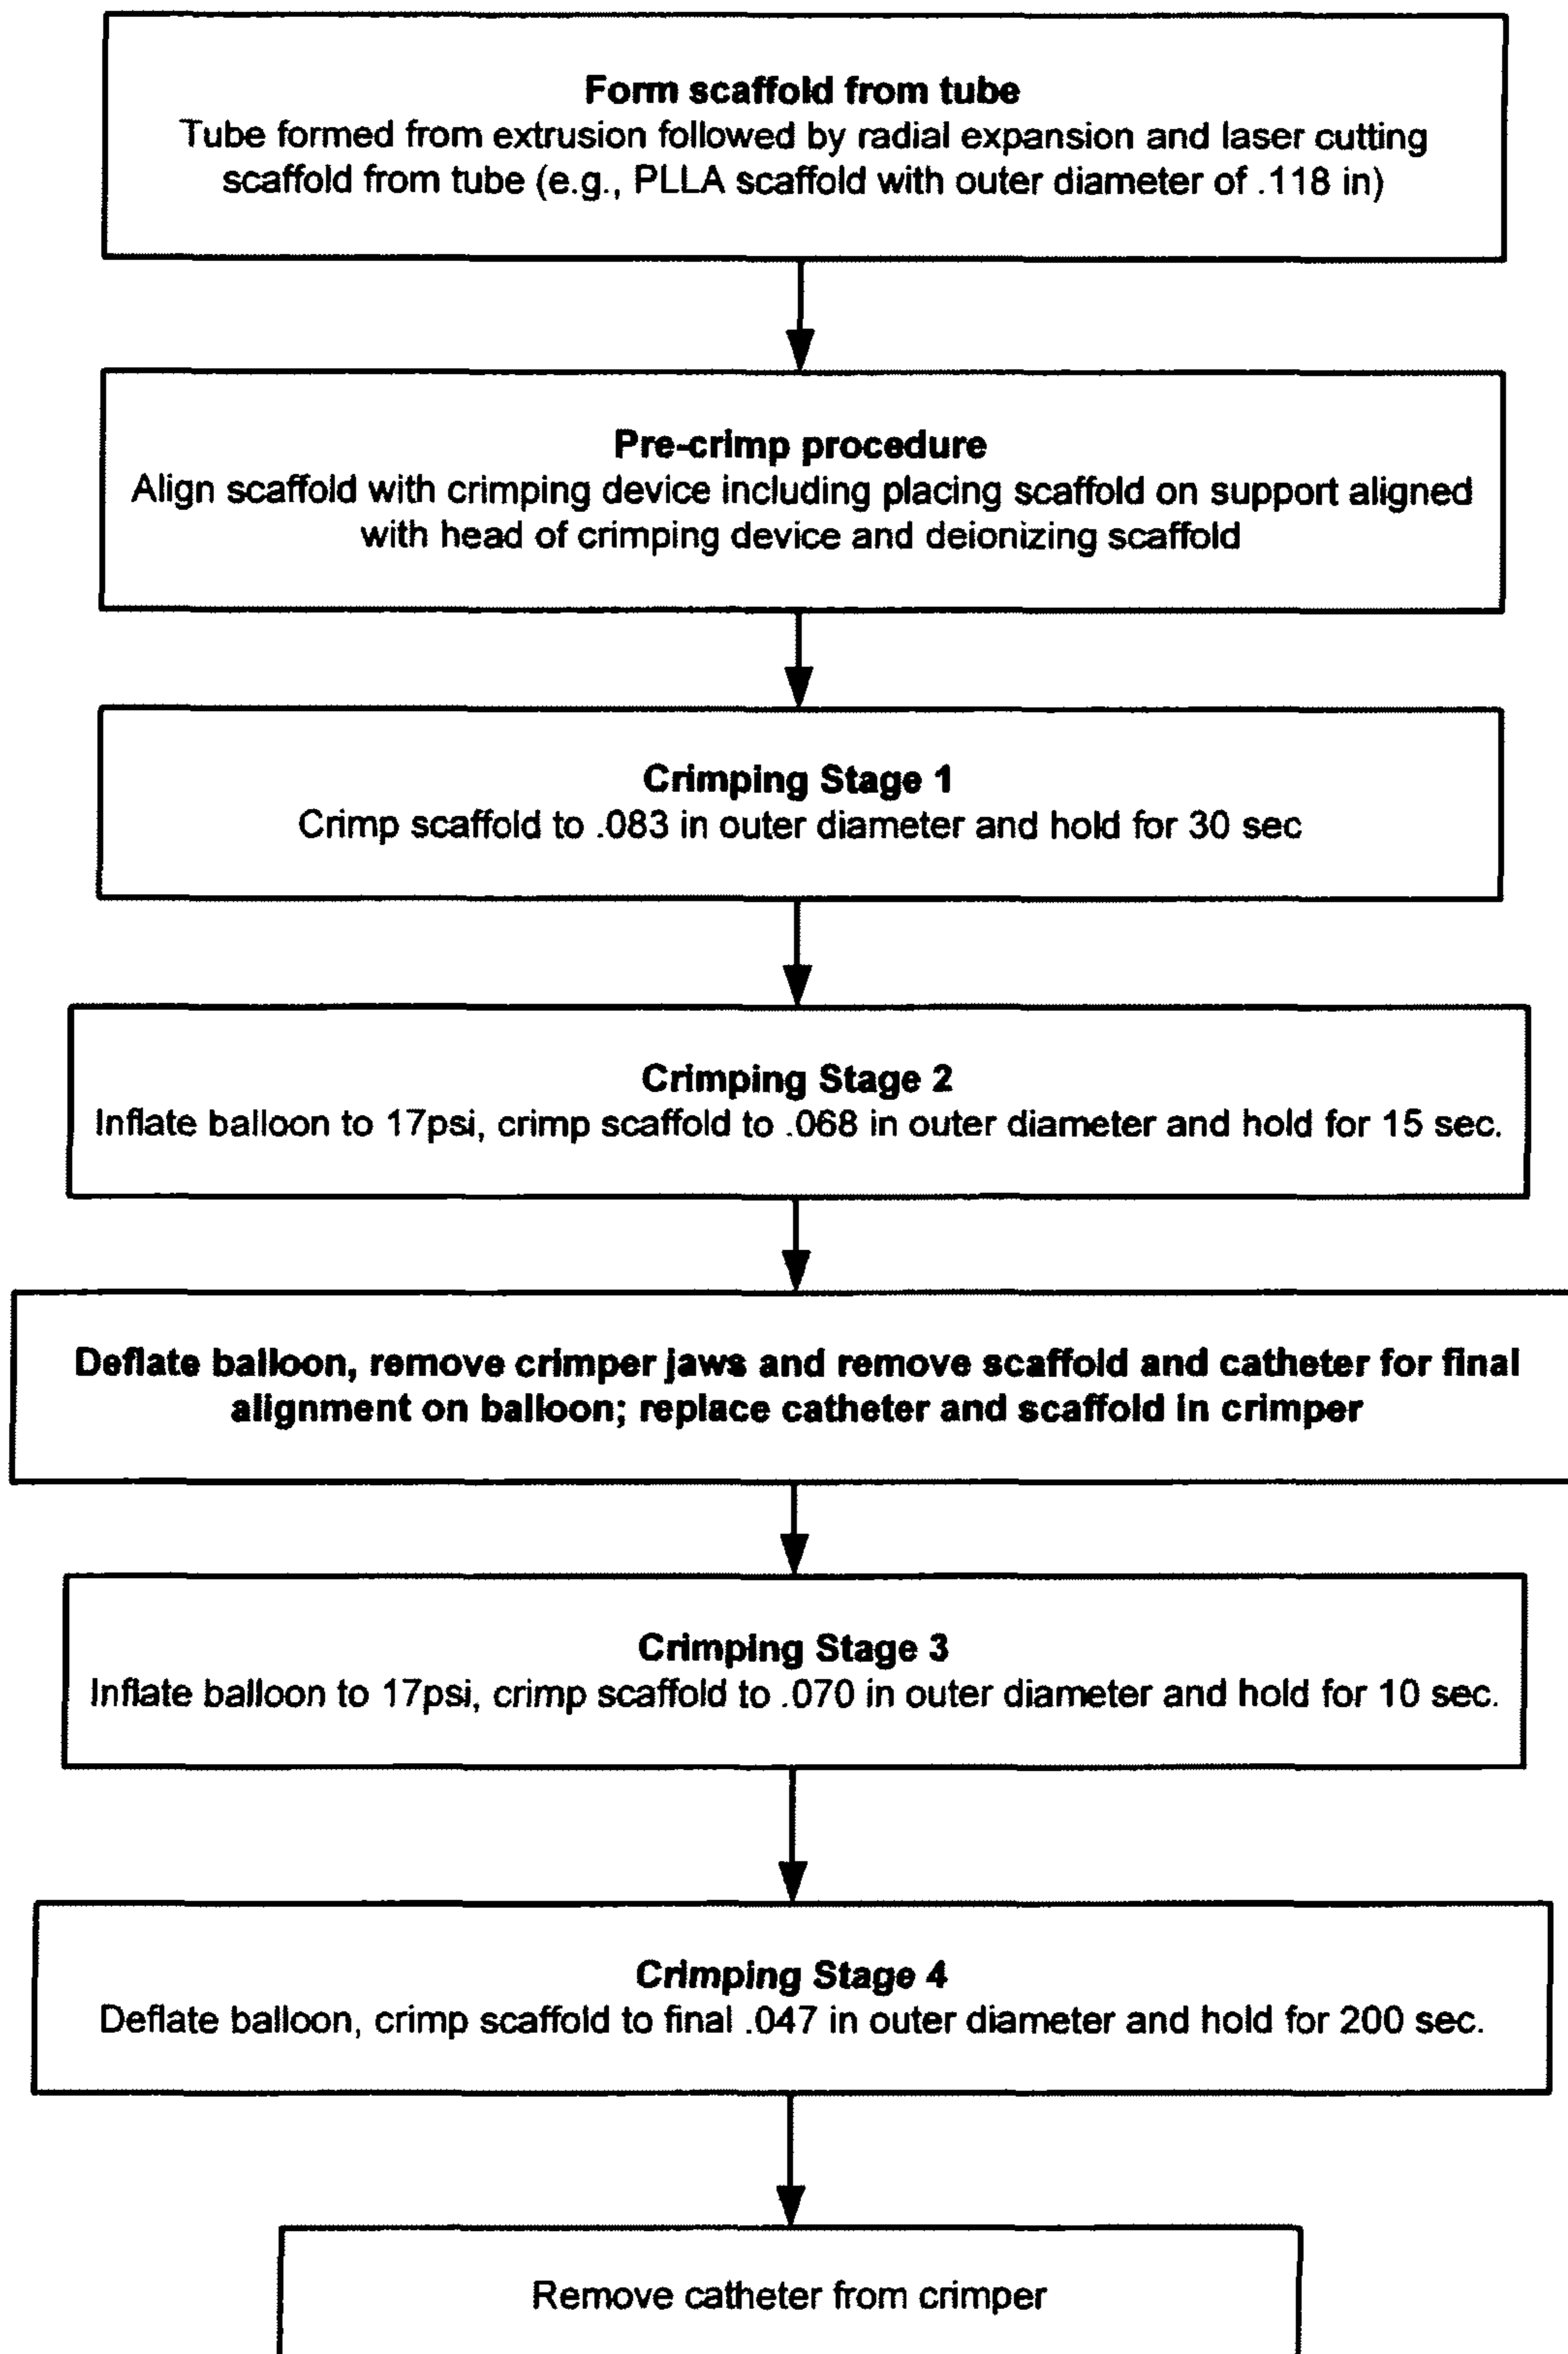 Form scaffold from tube
Tube formed from extrusion followed by radial expansion and laser cutting
scaffold from tube (e.g., PLLA scaffold with outer diameter of .118 in)
Pre-crimp procedure
Align scaffold with crimping device including placing scaffold on support aligned
with head of crimping device and deionizing scaffold
Crimping Stage 1
Crimp scaffold to .083 in outer diameter and hold for 30 sec
Crimping Stage 2
Inflate balloon to 17psi, crimp scaffold to .068 in outer diameter and hold for 15 sec.
Deflate balloon, remove crimper jaws and remove scaffold and catheter for final
alignment on balloon; replace catheter and scaffold in crimper
Crimping Stage 3
Inflate balloon to 17psi, crimp scaffold to .070 in outer diameter and hold for 10 sec.
Crimping Stage 4
Deflate balloon, crimp scaffold to final .047 in outer diameter and hold for 200 sec.
Remove catheter from crimper